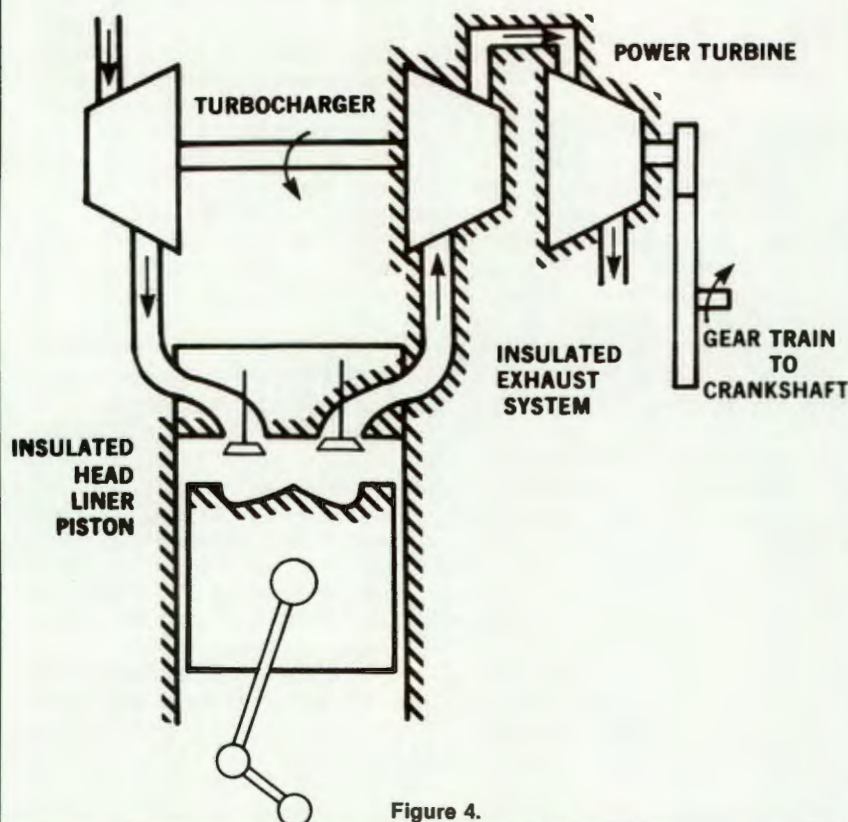 POWER TURBINE
TURBOCHARGER
INSULATED
EXHAUST
SYSTEM
GEAR TRAIN
TO
CRANKSHAFT
INSULATED
HEAD
LINER
PISTON
Figure 4.